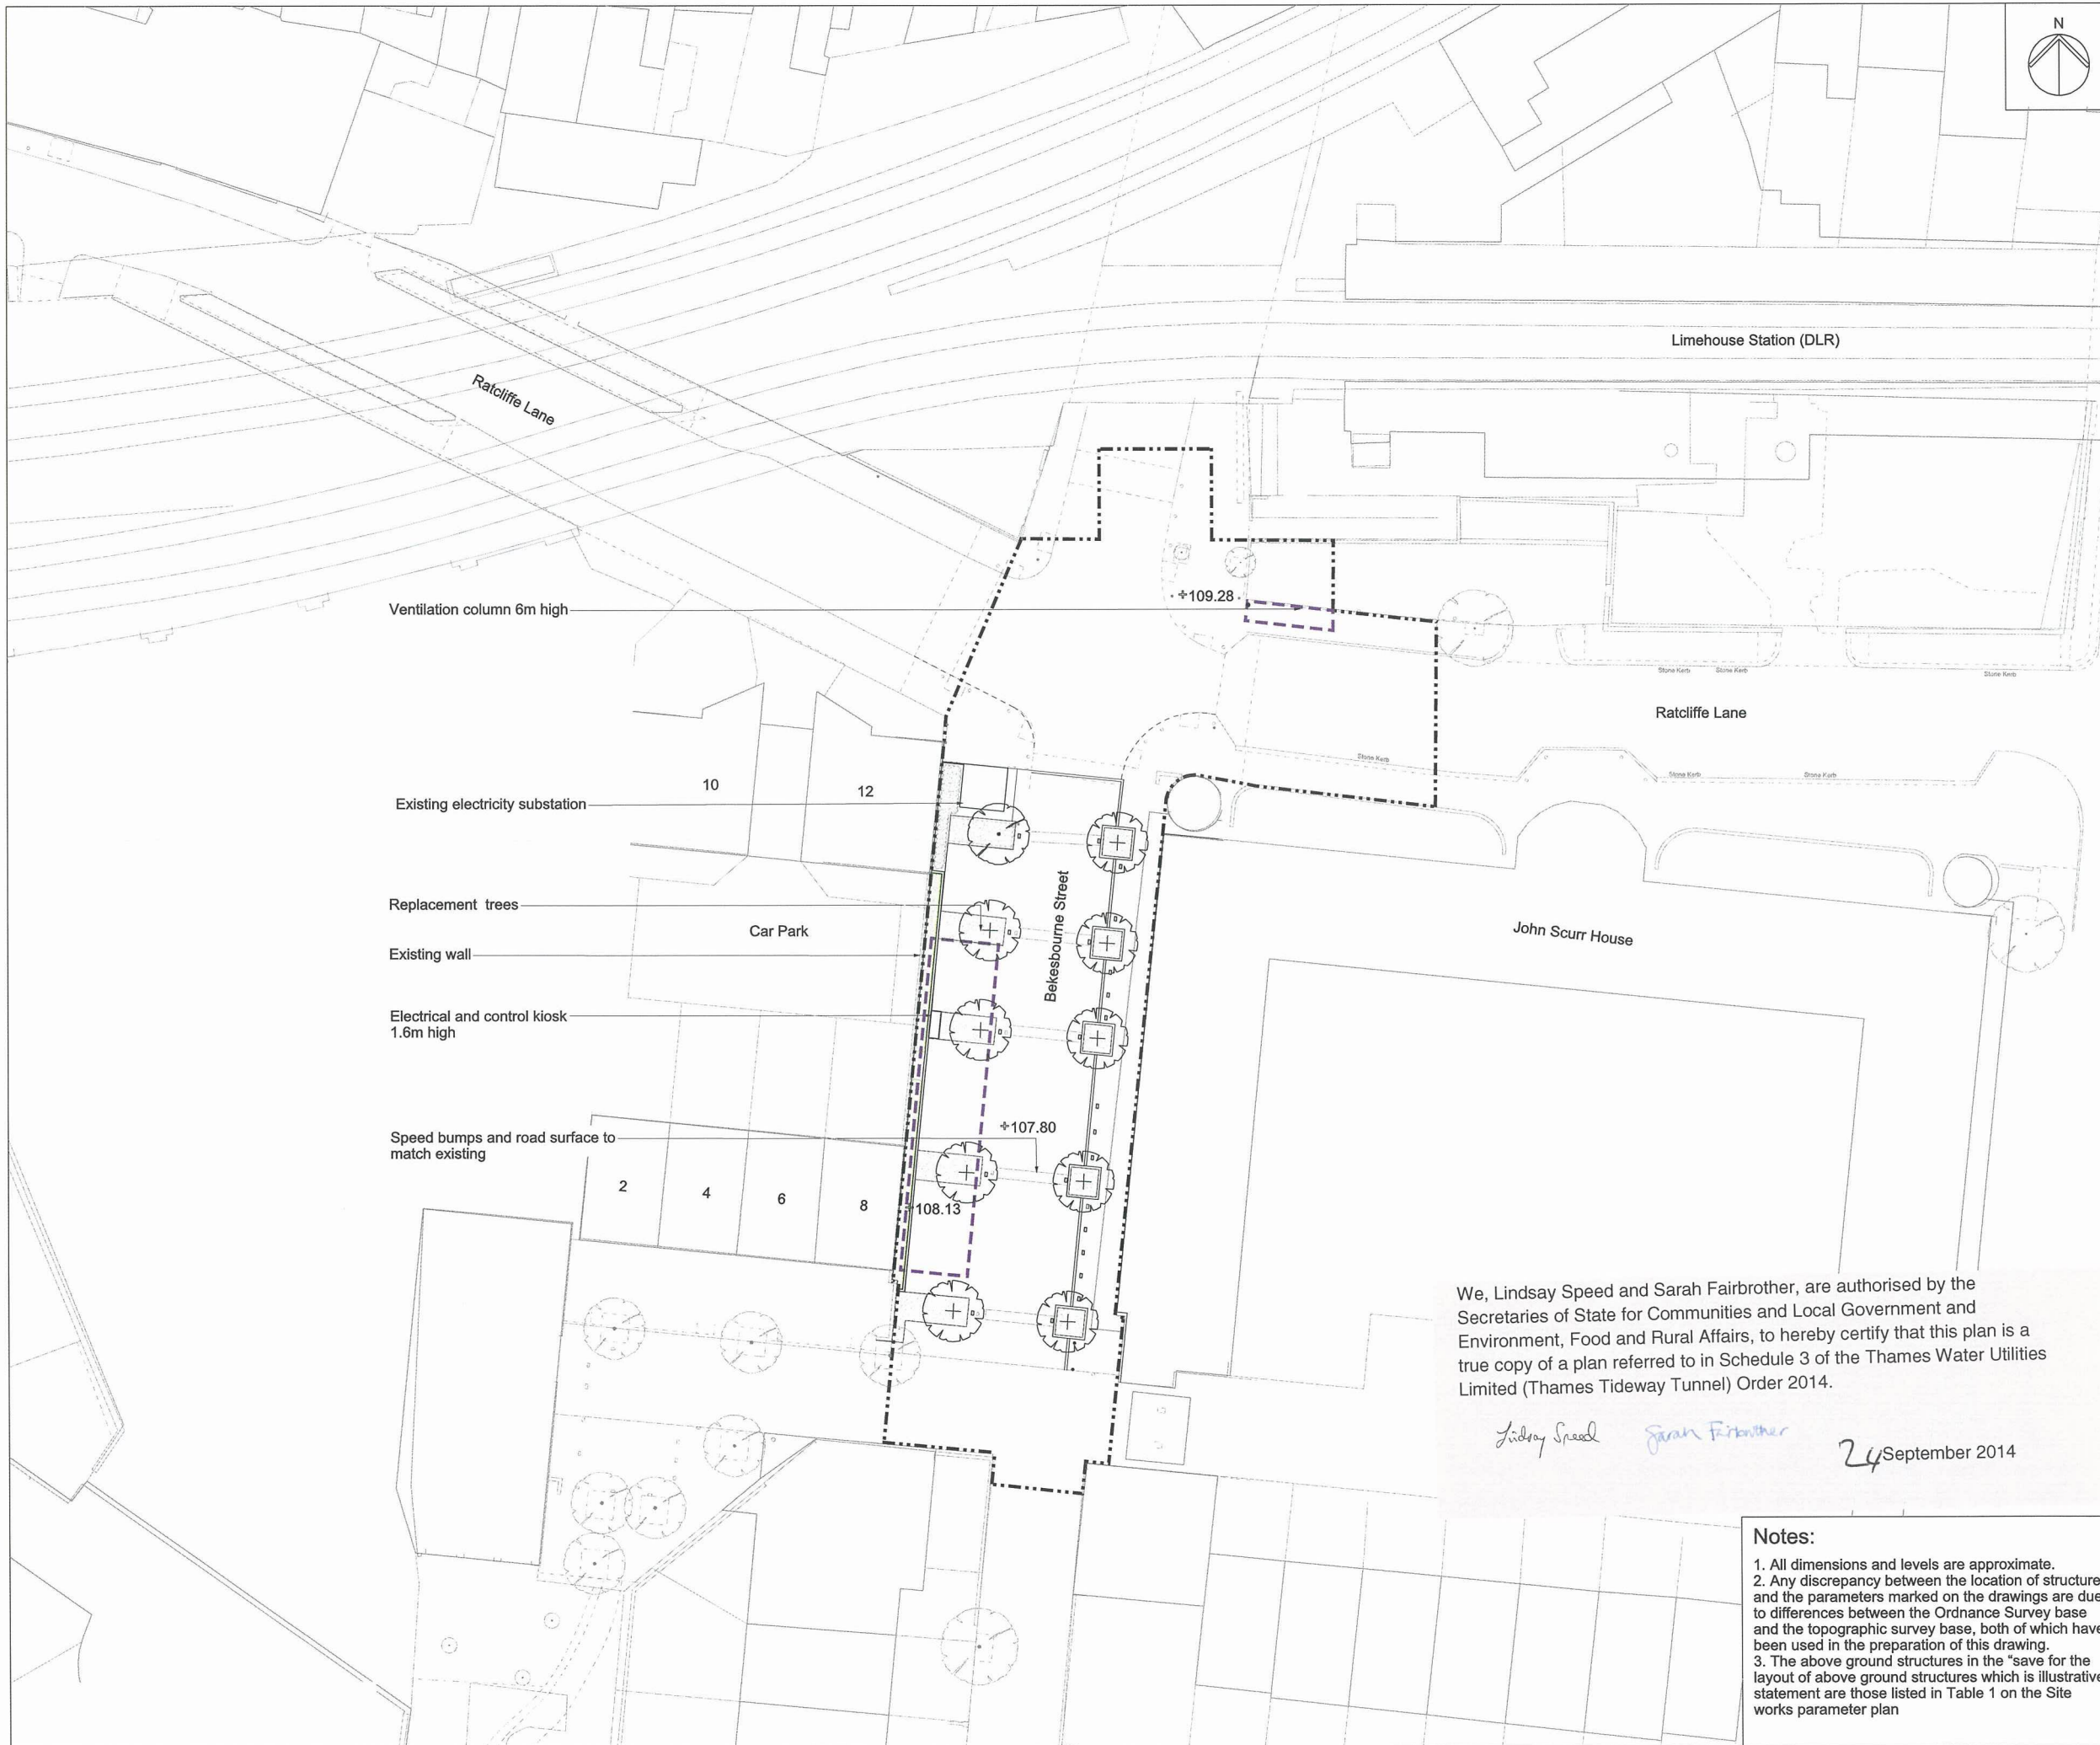 N
Limehouse Station (DLR)
Ratcliffe Lane
Ventilation column 6m high
+109.28
Stone Kerb
Stone Kerb
Stone Kerb
Ratcliffe Lane
Stone Kerb
Stone Kerb
Stone Kerb
10
12
Existing electricity substation
Replacement trees
Car Park
Bekesbourne Street
John Scurr House
Existing wall
Electrical and control kiosk
1.6m high
+107.80
Speed bumps and road surface to
match existing
2
4
6
8
+108.13
We, Lindsay Speed and Sarah Fairbrother, are authorised by the
Secretaries of State for Communities and Local Government and
Environment, Food and Rural Affairs, to hereby certify that this plan is a
true copy of a plan referred to in Schedule 3 of the Thames Water Utilities
Limited (Thames Tideway Tunnel) Order 2014.
Lindsay Speed Sarah Fairbrother
24 September 2014
Notes:
1. All dimensions and levels are approximate.
2. Any discrepancy between the location of structure
and the parameters marked on the drawings are due
to differences between the Ordnance Survey base
and the topographic survey base, both of which have
been used in the preparation of this drawing.
3. The above ground structures in the "save for the
layout of above ground structures which is illustrative
statement are those listed in Table 1 on the Site
works parameter plan